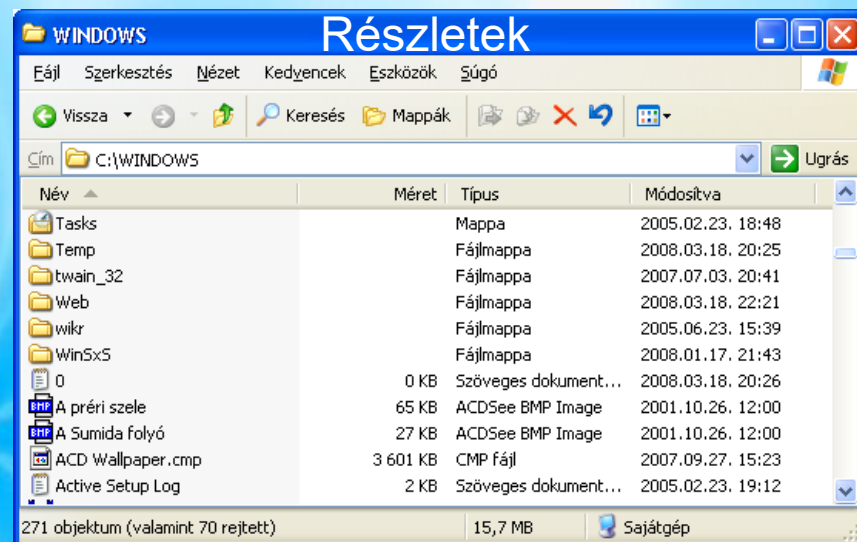 WINDOWS
Részletek
Fájl Szerkesztés Nézet Kedvencek Eszközök Súgó
Vissza Keresés Mappák
Cím C:\WINDOWS Ugrás
Név Méret Típus Módosítva
Tasks Mappa 2005.02.23. 18:48
Temp Fájlmappa 2008.03.18. 20:25
twain_32 Fájlmappa 2007.07.03. 20:41
Web Fájlmappa 2008.03.18. 22:21
wikr Fájlmappa 2005.06.23. 15:39
WinSxS Fájlmappa 2008.01.17. 21:43
0 0 KB Szöveges dokument... 2008.03.18. 20:26
BMP A préri szele 65 KB ACDSee BMP Image 2001.10.26. 12:00
BMP A Sumida folyó 27 KB ACDSee BMP Image 2001.10.26. 12:00
ACD Wallpaper.cmp 3 601 KB CMP fájl 2007.09.27. 15:23
Active Setup Log 2 KB Szöveges dokument... 2005.02.23. 19:12
271 objektum (valamint 70 rejtett) 15,7 MB Sajátgép